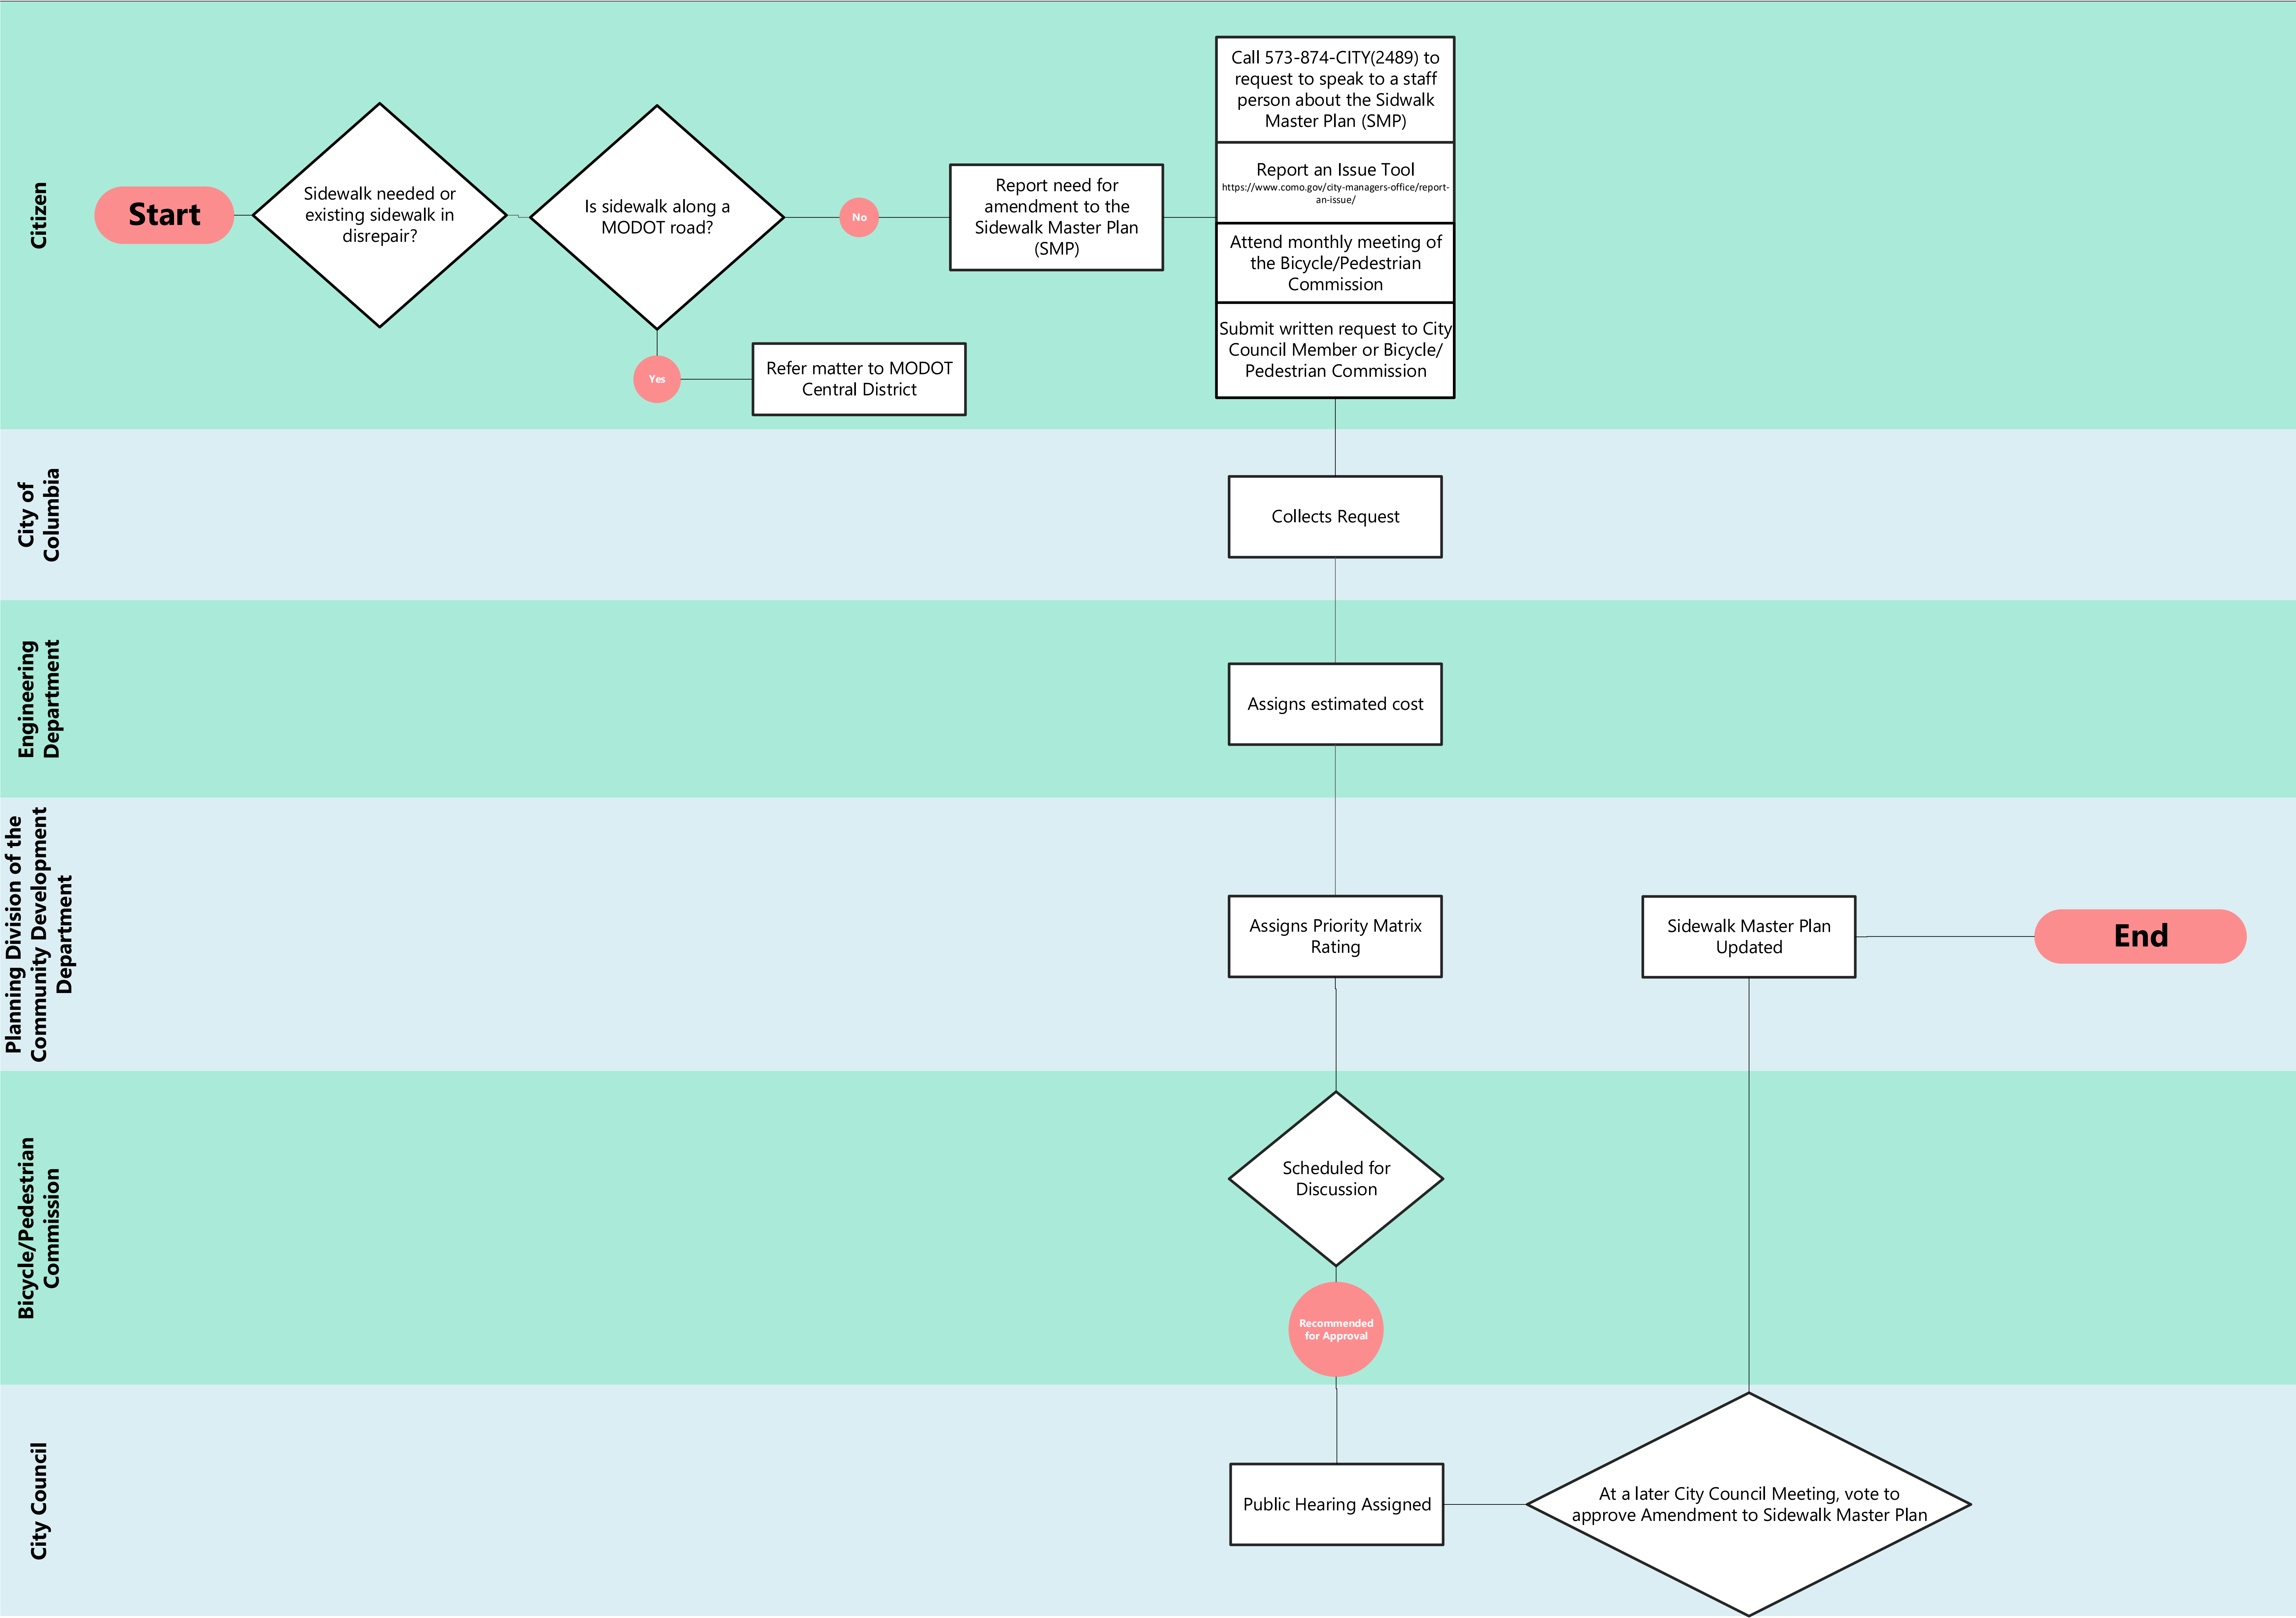 Citizen
Start
Sidewalk needed or
existing sidewalk in
disrepair?
Is sidewalk along a
MODOT road?
No
Yes
Refer matter to MODOT
Central District
Report need for
amendment to the
Sidewalk Master Plan
(SMP)
Call 573-874-CITY(2489) to
request to speak to a staff
person about the Sidwalk
Master Plan (SMP)
Report an Issue Tool
https://www.como.gov/city-managers-office/report-
an-issue/
Attend monthly meeting of
the Bicycle/Pedestrian
Commission
Submit written request to City
Council Member or Bicycle/
Pedestrian Commission
City of
Columbia
Collects Request
Engineering
Department
Assigns estimated cost
Planning Division of the
Community Development
Department
Assigns Priority Matrix
Rating
Sidewalk Master Plan
Updated
End
Bicycle/Pedestrian
Commission
Scheduled for
Discussion
Recommended
for Approval
City Council
Public Hearing Assigned
At a later City Council Meeting, vote to
approve Amendment to Sidewalk Master Plan